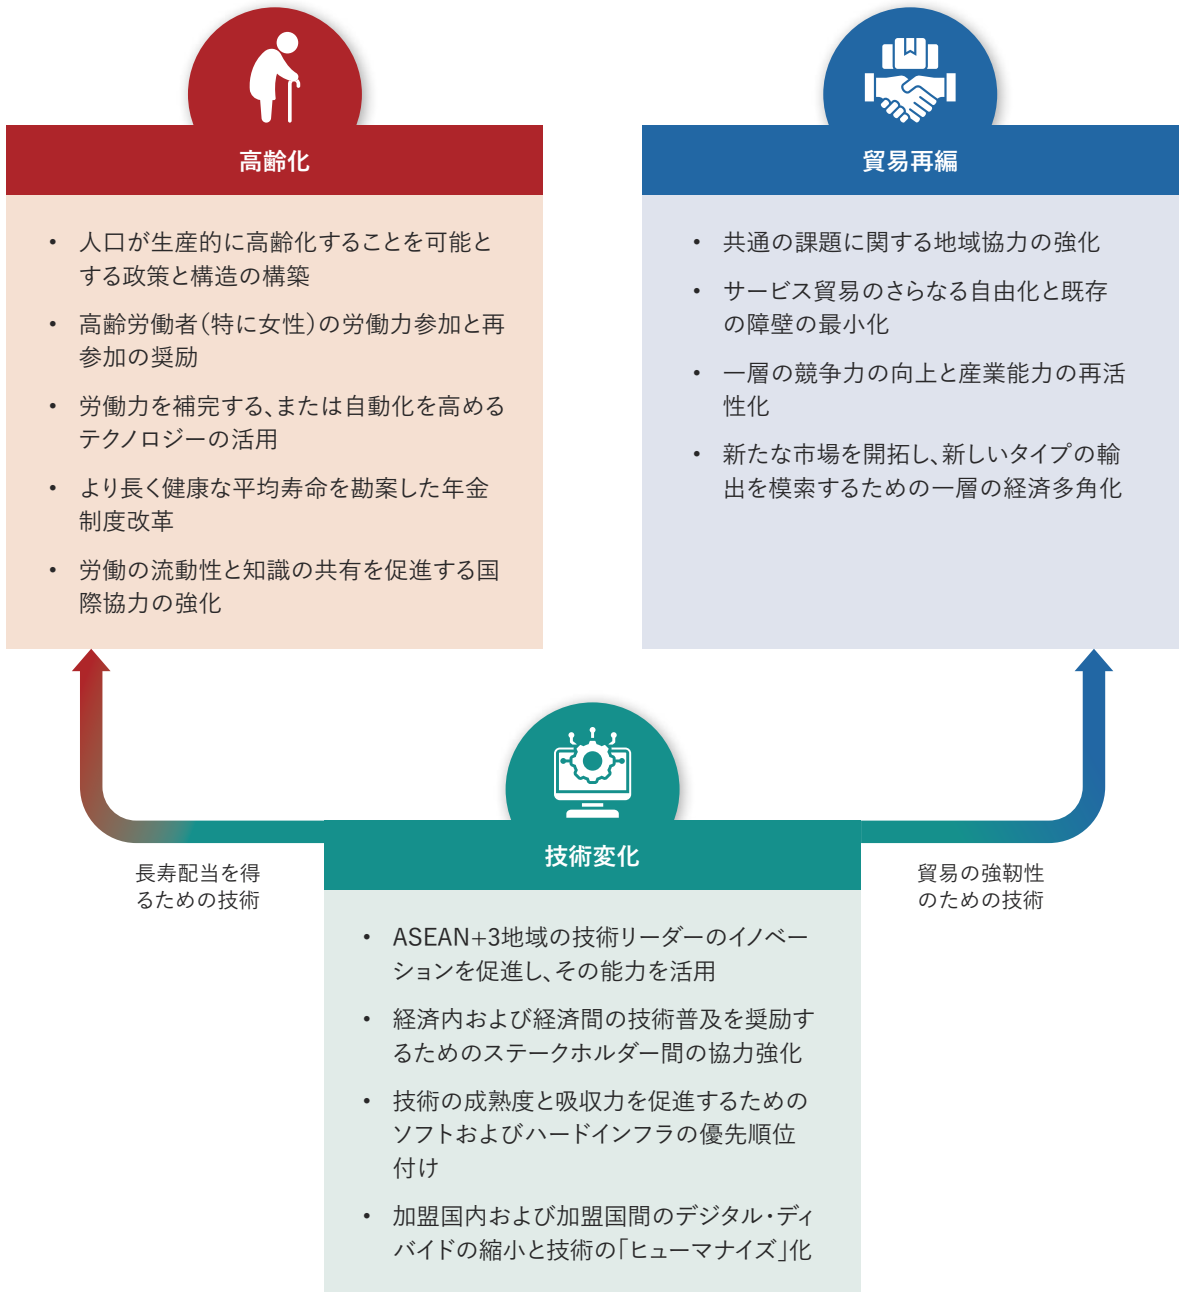 高齢化
• 人口が生産的に高齢化することを可能と
する政策と構造の構築
• 高齢労働者(特に女性)の労働力参加と再
参加の奨励
• 労働力を補完する、または自動化を高める
テクノロジーの活用
• より長く健康な平均寿命を勘案した年金
制度改革
• 労働の流動性と知識の共有を促進する国
際協力の強化
貿易再編
• 共通の課題に関する地域協力の強化
• サービス貿易のさらなる自由化と既存
の障壁の最小化
• 一層の競争力の向上と産業能力の再活
性化
• 新たな市場を開拓し、新しいタイプの輸
出を模索するための一層の経済多角化
長寿配当を得
るための技術
貿易の強靭性
のための技術
技術変化
• ASEAN+3地域の技術リーダーのイノベー
ションを促進し、その能力を活用
• 経済内および経済間の技術普及を奨励す
るためのステークホルダー間の協力強化
• 技術の成熟度と吸収力を促進するための
ソフトおよびハードインフラの優先順位
付け
• 加盟国内および加盟国間のデジタル・ディ
バイドの縮小と技術の「ヒューマナイズ」化